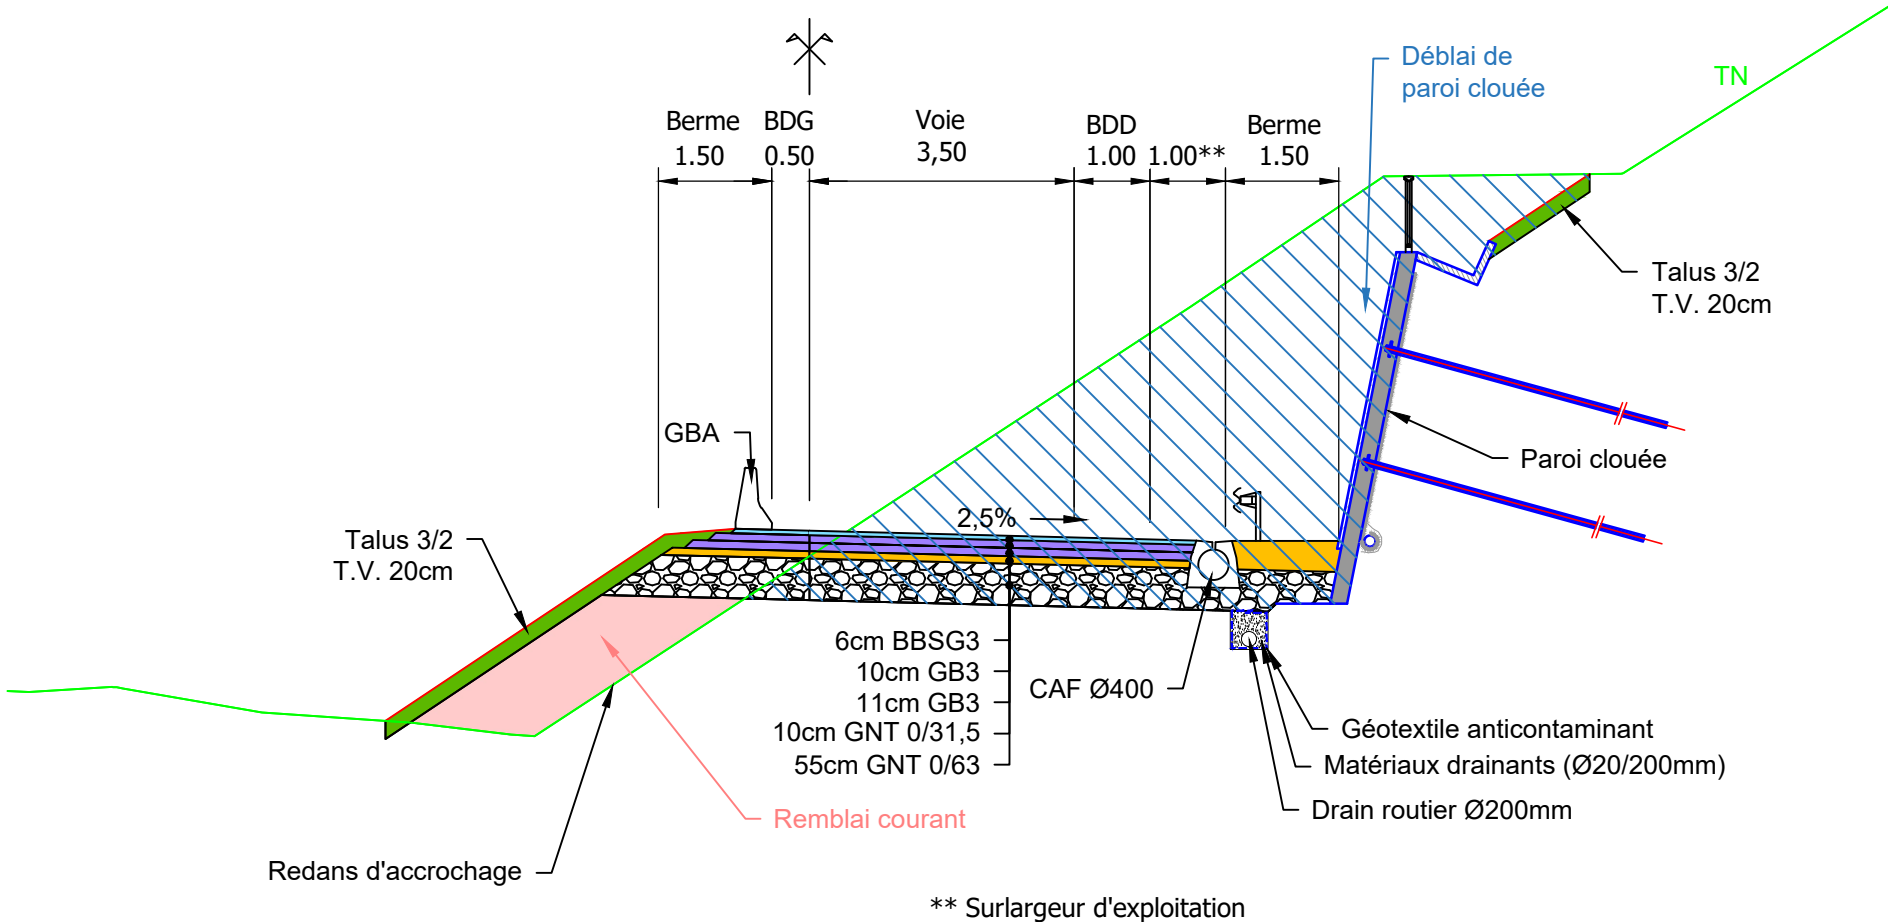 Déblai de
paroi clouée
TN
Berme
1.50
BDG
0.50
Voie
3,50
BDD
1.00
1.00**
Berme
1.50
Talus 3/2
T.V. 20cm
GBA
Paroi clouée
2,5%
Talus 3/2
T.V. 20cm
6cm BBSG3
10cm GB3
11cm GB3
10cm GNT 0/31,5
55cm GNT 0/63
CAF Ø400
Géotextile anticontaminant
Matériaux drainants (Ø20/200mm)
Drain routier Ø200mm
Remblai courant
Redans d'accrochage
** Surlargeur d'exploitation